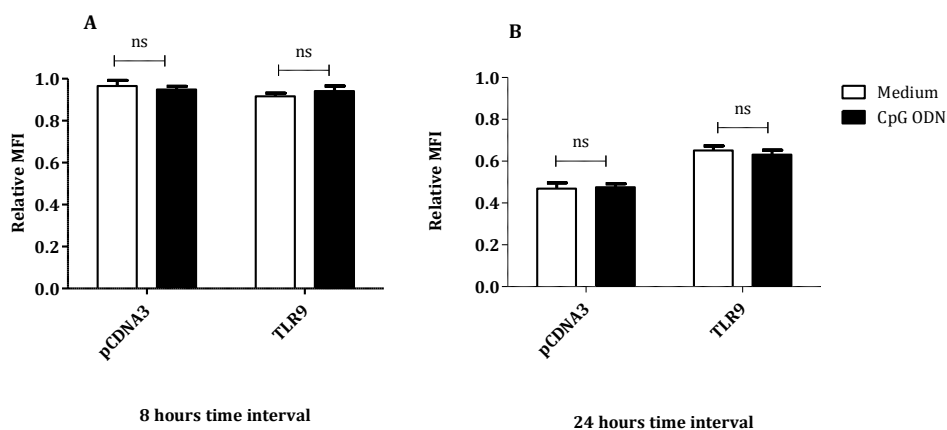 A
ns
ns
1.0
0.8
0.6
0.4
0.2
0.0
Relative MFI
pCDNA3
TLR9
8 hours time interval
B
ns
ns
1.0
0.8
0.6
0.4
0.2
0.0
Relative MFI
pCDNA3
TLR9
24 hours time interval
Medium
CpG ODN